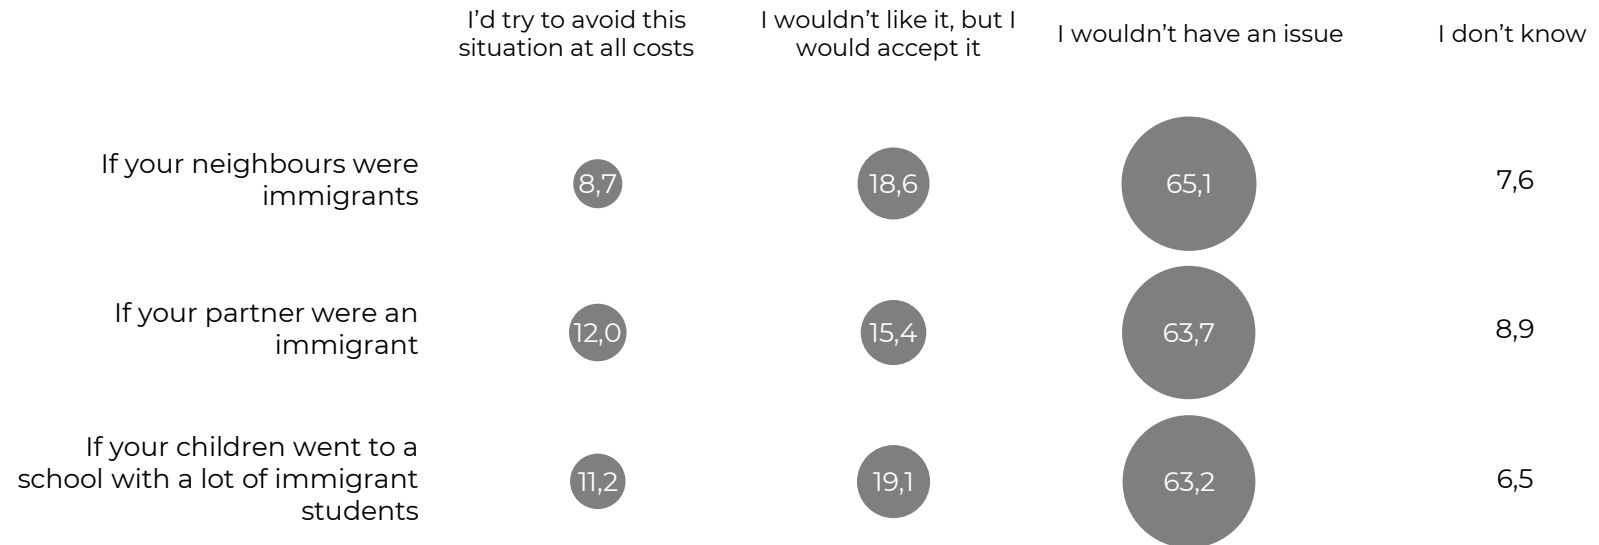 I'd try to avoid this
situation at all costs
I wouldn't like it, but I
would accept it
I wouldn't have an issue
I don't know
If your neighbours were
immigrants
8,7
18,6
65,1
7,6
If your partner were an
immigrant
12,0
15,4
63,7
8,9
If your children went to a
school with a lot of immigrant
students
11,2
19,1
63,2
6,5